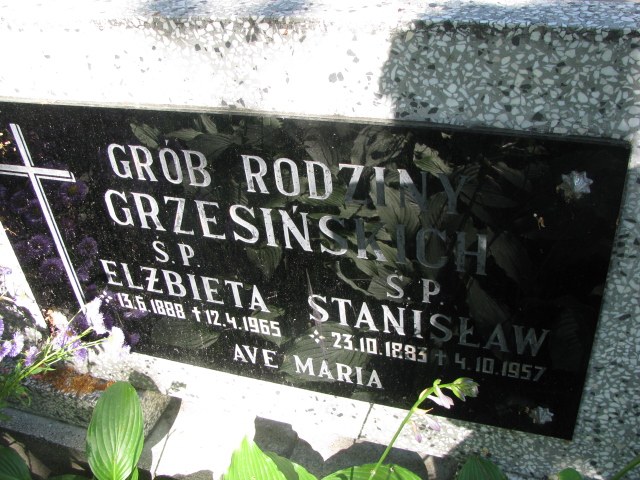 GRÓB RODZINY
GRZESIŃSKICH
Ś.P.
ELŻBIETA
* 13.6.1888 + 12.4.1965
Ś.P.
STANISŁAW
* 23.10.1883 + 4.10.1957
AVE MARIA